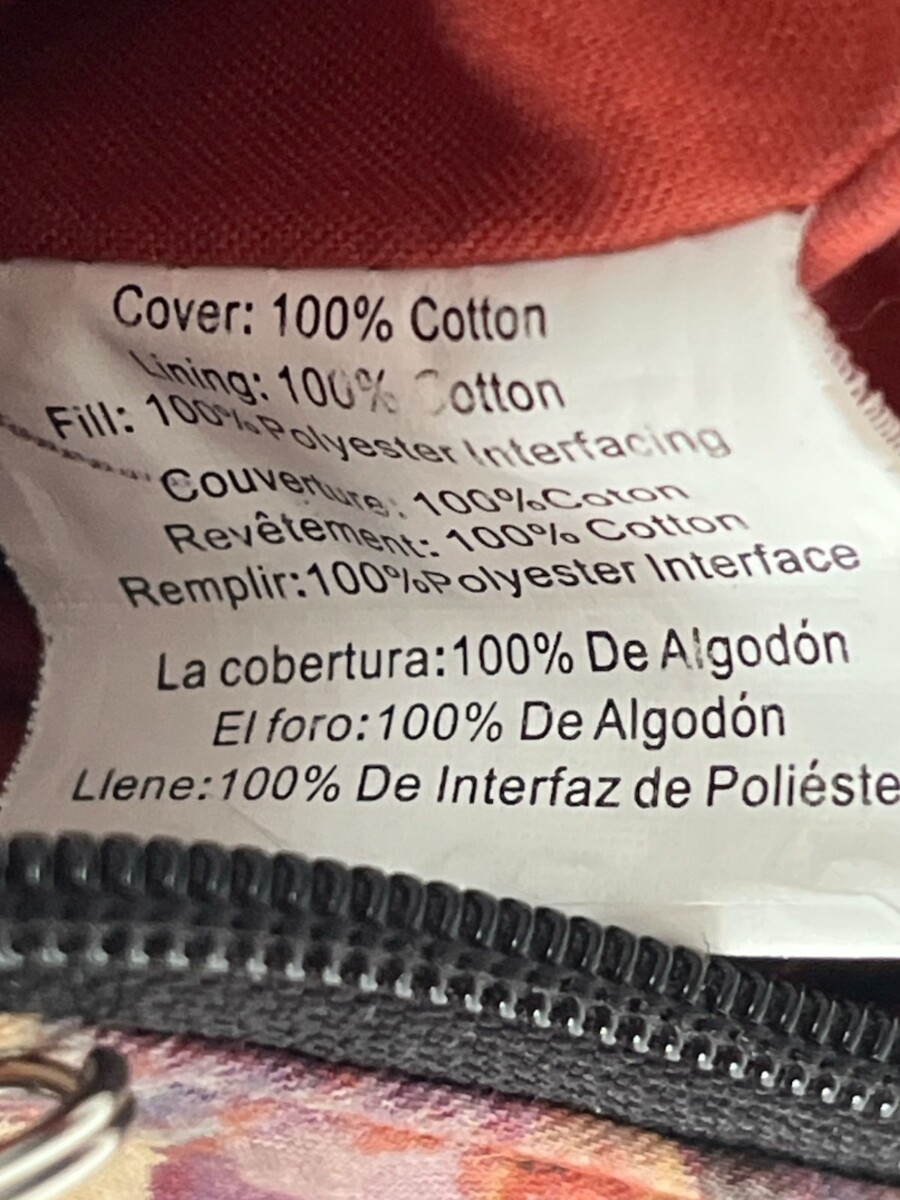 Cover: 100% Cotton
Lining: 100% Cotton
Fill: 100%Polyester Interfacing
Couverture: 100%Coton
Revêtement: 100% Cotton
Remplir:100%Polyester Interface
La cobertura:100% De Algodón
El foro:100% De Algodón
Llene:100% De Interfaz de Poliéste